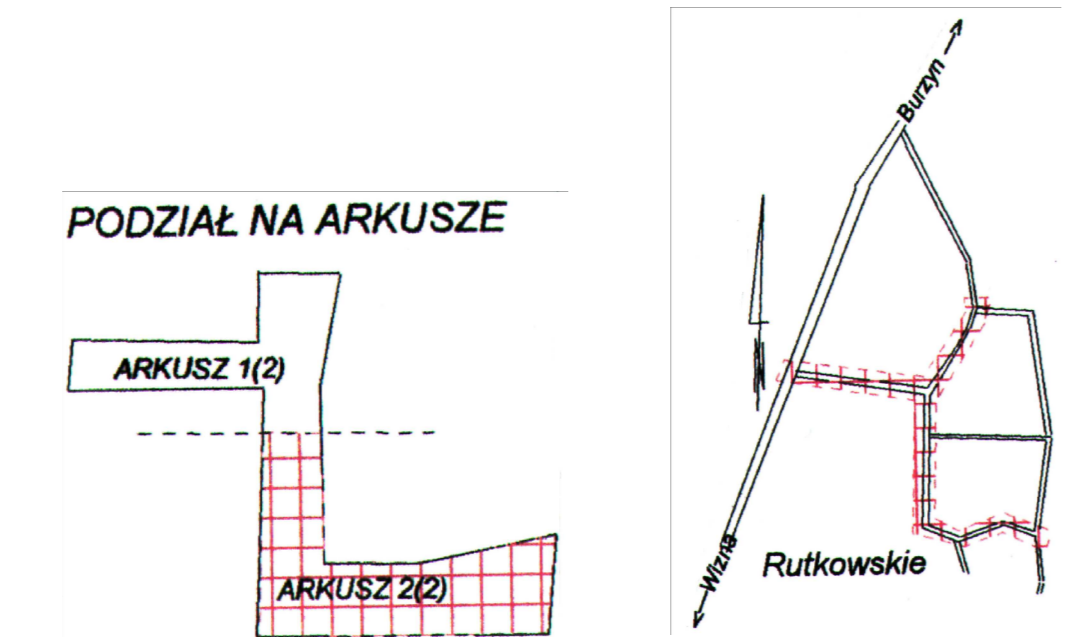 PODZIAŁ NA ARKUSZE
ARKUSZ 1(2)
ARKUSZ 2(2)
Burzyn
Wizna
Rutkowskie